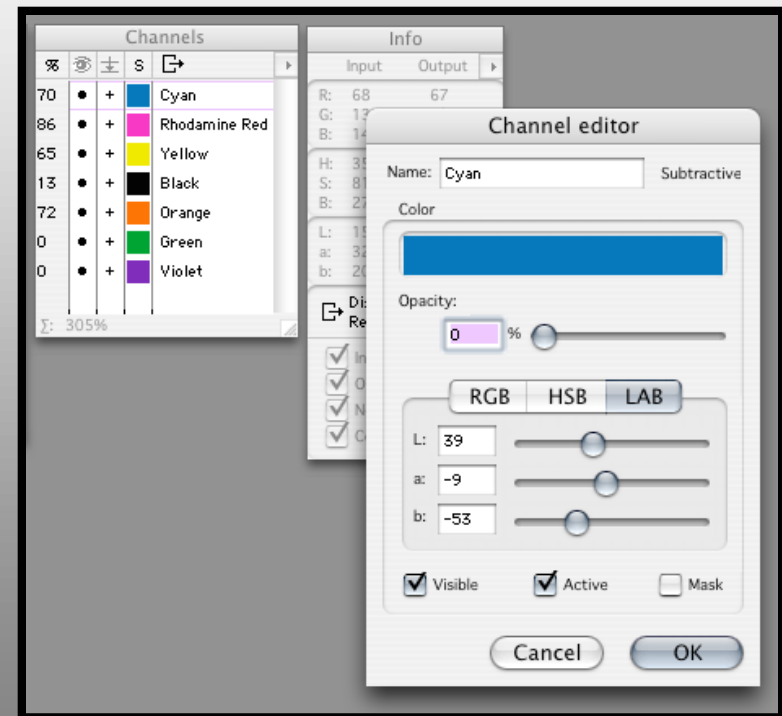 Channels
% S
70 + Cyan
86 + Rhodamine Red
65 + Yellow
13 + Black
72 + Orange
0 + Green
0 + Violet
Σ: 305%
Info
Input Output
R: 68 67
G:
B:
H:
S:
B:
L:
a:
b:
Channel editor
Name: Cyan Subtractive
Color
Opacity:
0 %
RGB HSB LAB
L: 39
a: -9
b: -53
Visible Active Mask
Cancel OK